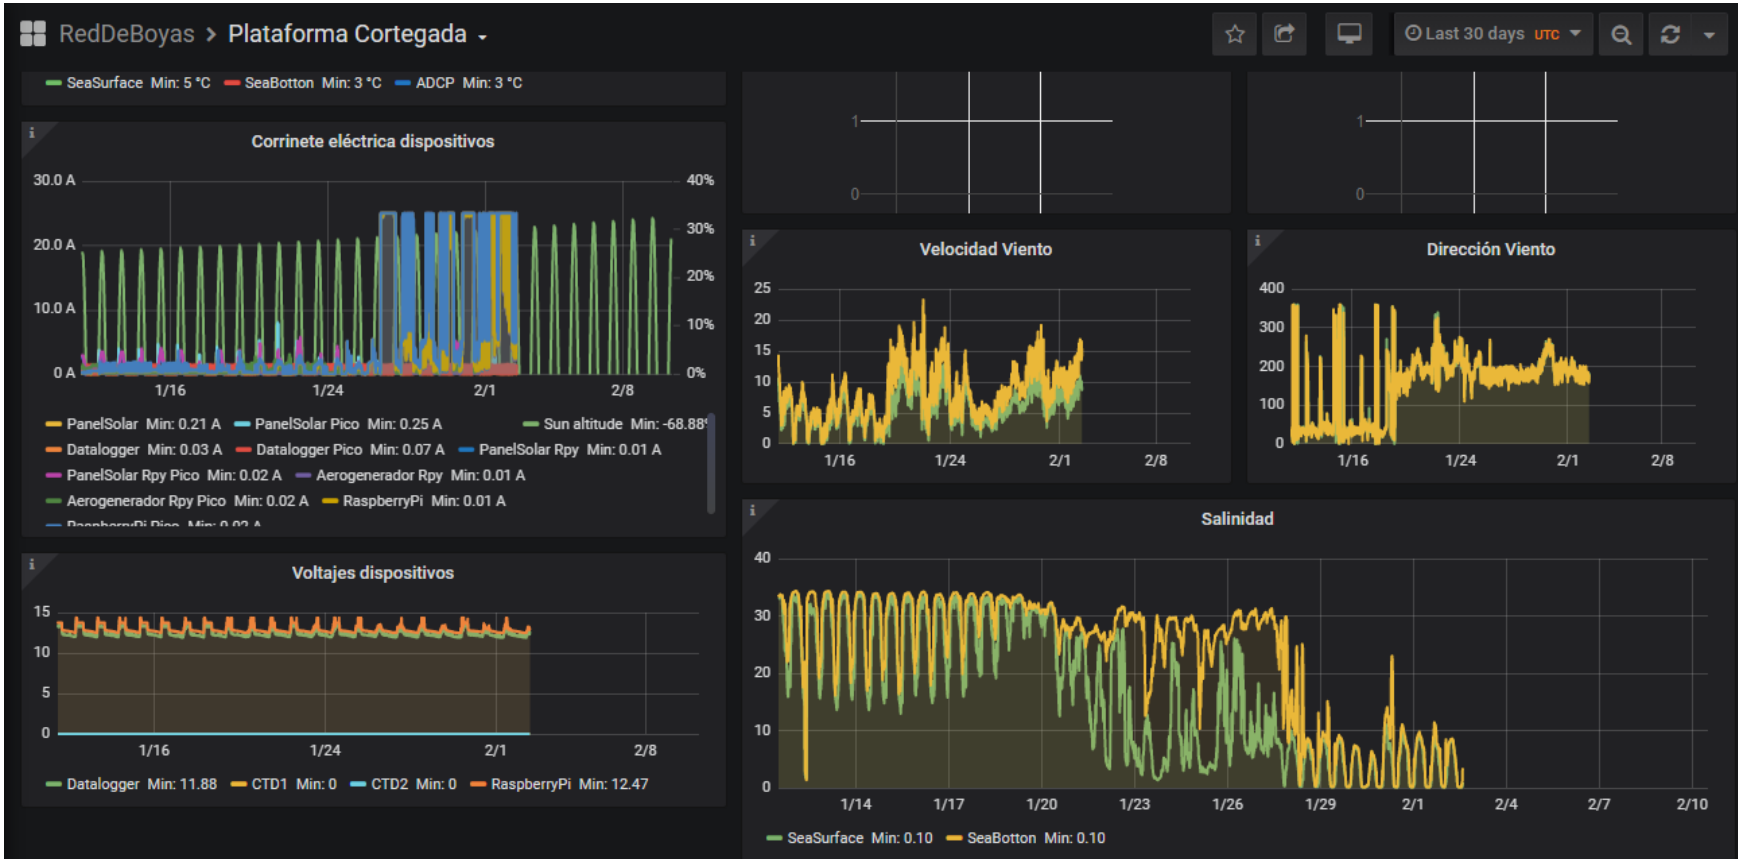 RedDeBoyas > Plataforma Cortegada
Last 30 days UTC
SeaSurface Min: 5 °C SeaBotton Min: 3 °C ADCP Min: 3 °C
Corrinete eléctrica dispositivos
30.0 A
20.0 A
10.0 A
0 A
40%
30%
20%
10%
0%
1/16 1/24 2/1 2/8
PanelSolar Min: 0.21 A PanelSolar Pico Min: 0.25 A Sun altitude Min: -68.88°
Datalogger Min: 0.03 A Datalogger Pico Min: 0.07 A PanelSolar Rpy Min: 0.01 A
PanelSolar Rpy Pico Min: 0.02 A Aerogenerador Rpy Min: 0.01 A
Aerogenerador Rpy Pico Min: 0.02 A RaspberryPi Min: 0.01 A
RaspberryPi Pico Min: 0.02 A
Voltajes dispositivos
15
10
5
0
1/16 1/24 2/1 2/8
Datalogger Min: 11.88 CTD1 Min: 0 CTD2 Min: 0 RaspberryPi Min: 12.47
1
0
1
0
Velocidad Viento
25
20
15
10
5
0
1/16 1/24 2/1 2/8
Dirección Viento
400
300
200
100
0
1/16 1/24 2/1 2/8
Salinidad
40
30
20
10
0
1/14 1/17 1/20 1/23 1/26 1/29 2/1 2/4 2/7 2/10
SeaSurface Min: 0.10 SeaBotton Min: 0.10